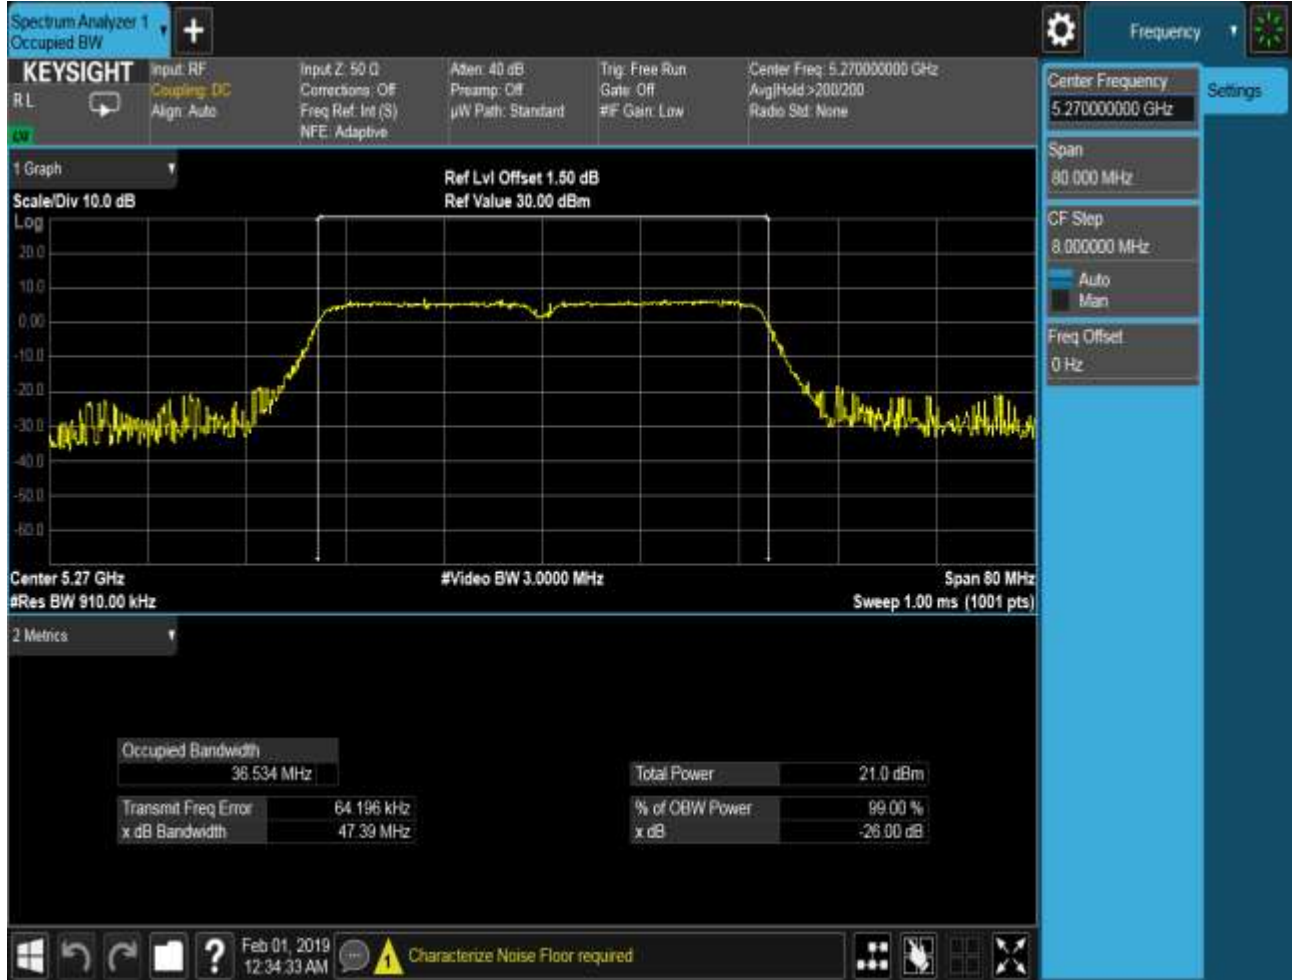 Spectrum Analyzer 1
Occupied BW
Frequency
KEYSIGHT
RL
Input: RF
Coupling: DC
Align: Auto
Input Z: 50 Ω
Corrections: Off
Freq Ref: Int (S)
NFE: Adaptive
Atten: 40 dB
Preamp: Off
µW Path: Standard
Trig: Free Run
Gate: Off
#IF Gain: Low
Center Freq: 5.270000000 GHz
Avg|Hold:>200/200
Radio Std: None
Center Frequency
5.270000000 GHz
Settings
Span
80.000 MHz
CF Step
8.000000 MHz
Auto
Man
Freq Offset
0 Hz
1 Graph
Scale/Div 10.0 dB
Ref Lvl Offset 1.50 dB
Ref Value 30.00 dBm
Log
20.0
10.0
0.00
-10.0
-20.0
-30.0
-40.0
-50.0
-60.0
Center 5.27 GHz
#Video BW 3.0000 MHz
Span 80 MHz
#Res BW 910.00 kHz
Sweep 1.00 ms (1001 pts)
2 Metrics
Occupied Bandwidth
36.534 MHz
Total Power 21.0 dBm
Transmit Freq Error 64.196 kHz
% of OBW Power 99.00 %
x dB Bandwidth 47.39 MHz
x dB -26.00 dB
Feb 01, 2019
12:34:33 AM
1
Characterize Noise Floor required